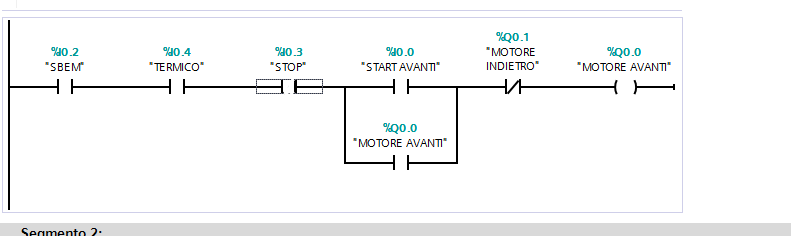 %I0.2
"SBEM"
%I0.4
"TERMICO"
%I0.3
"STOP"
%I0.0
"START AVANTI"
%Q0.1
"MOTORE
INDIETRO"
%Q0.0
"MOTORE AVANTI"
%Q0.0
"MOTORE AVANTI"
Segmento 2: